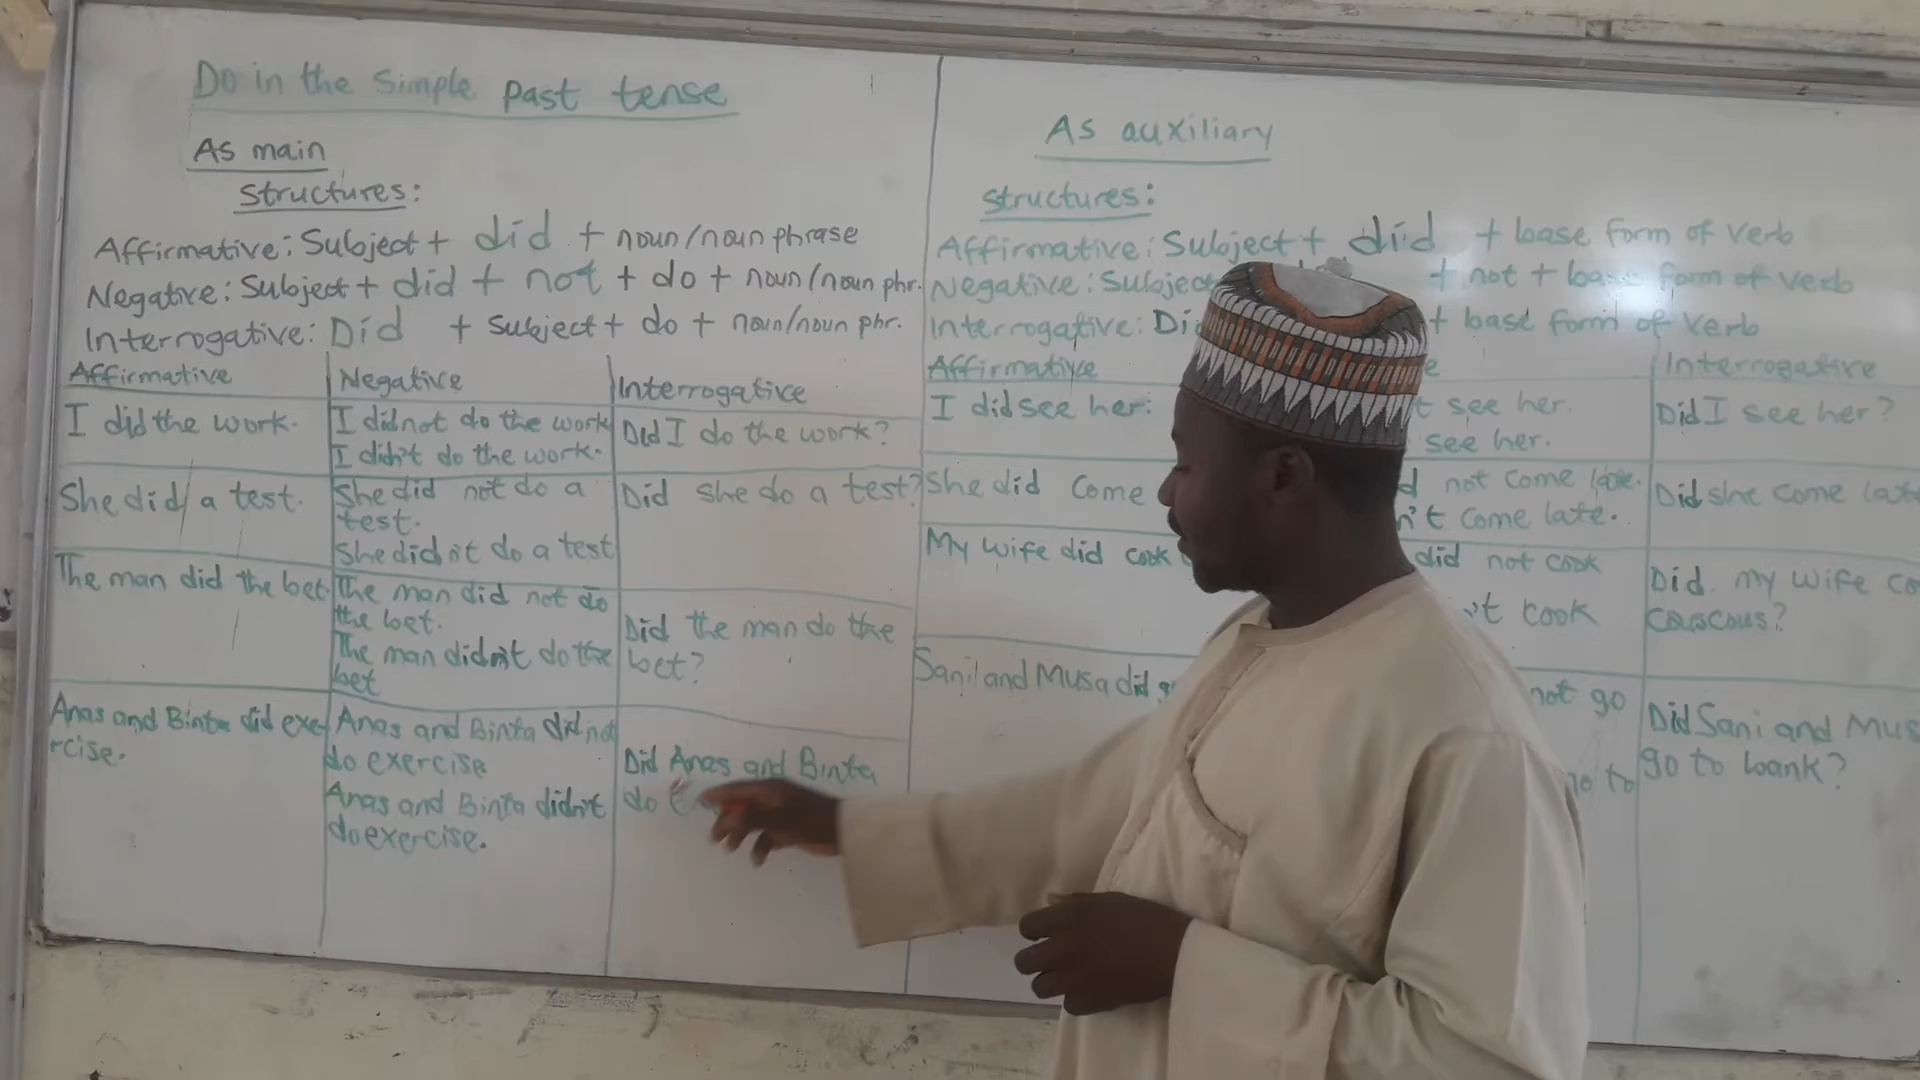 Do in the simple past tense
As main
Structures:
Affirmative: Subject + did + noun/noun phrase
Negative: Subject + did + not + do + noun/noun phr.
Interrogative: Did + subject + do + noun/noun phr.
Affirmative
Negative
Interrogative
I did the work.
I did not do the work
I didn't do the work.
Did I do the work?
She did a test.
She did not do a
test.
She didn't do a test
Did she do a test?
The man did the bet.
The man did not do
the bet.
The man didn't do the
bet
Did the man do the
bet?
Anas and Binta did exe
rcise.
Anas and Binta did not
do exercise
Anas and Binta didn't
do exercise.
Did Anas and Binta
do
As auxiliary
Structures:
Affirmative: Subject + did + base form of verb
Negative: Subject + not + base form of verb
Interrogative: Did + base form of verb
Affirmative
Interrogative
I did see her.
see her.
see her.
Did I see her?
She did come
not come late.
come late.
Did she come late
My wife did cook
did not cook
cook
Did my wife
couscous?
Sani and Musa did
not go
to
Did Sani and
go to bank?